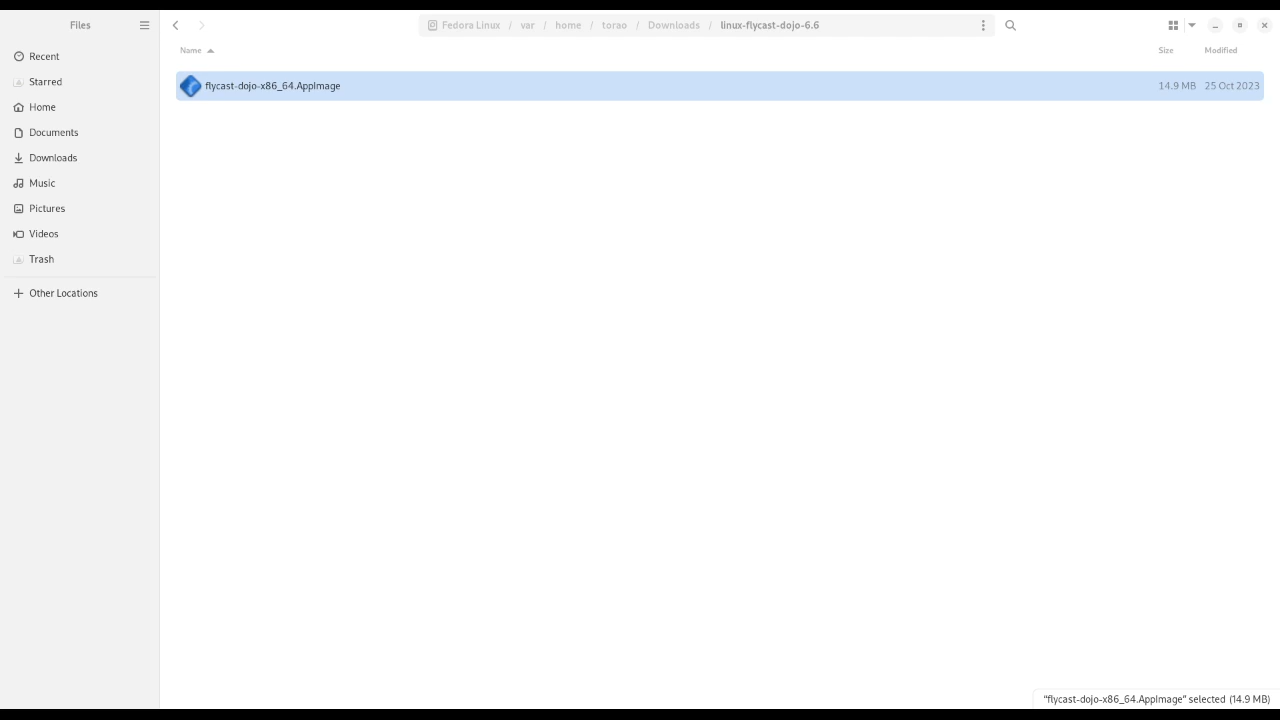 Files
Fedora Linux / var / home / torao / Downloads / linux-flycast-dojo-6.6
Name Size Modified
Recent
Starred
Home
Documents
Downloads
Music
Pictures
Videos
Trash
Other Locations
flycast-dojo-x86_64.AppImage 14.9 MB 25 Oct 2023
“flycast-dojo-x86_64.AppImage” selected (14.9 MB)